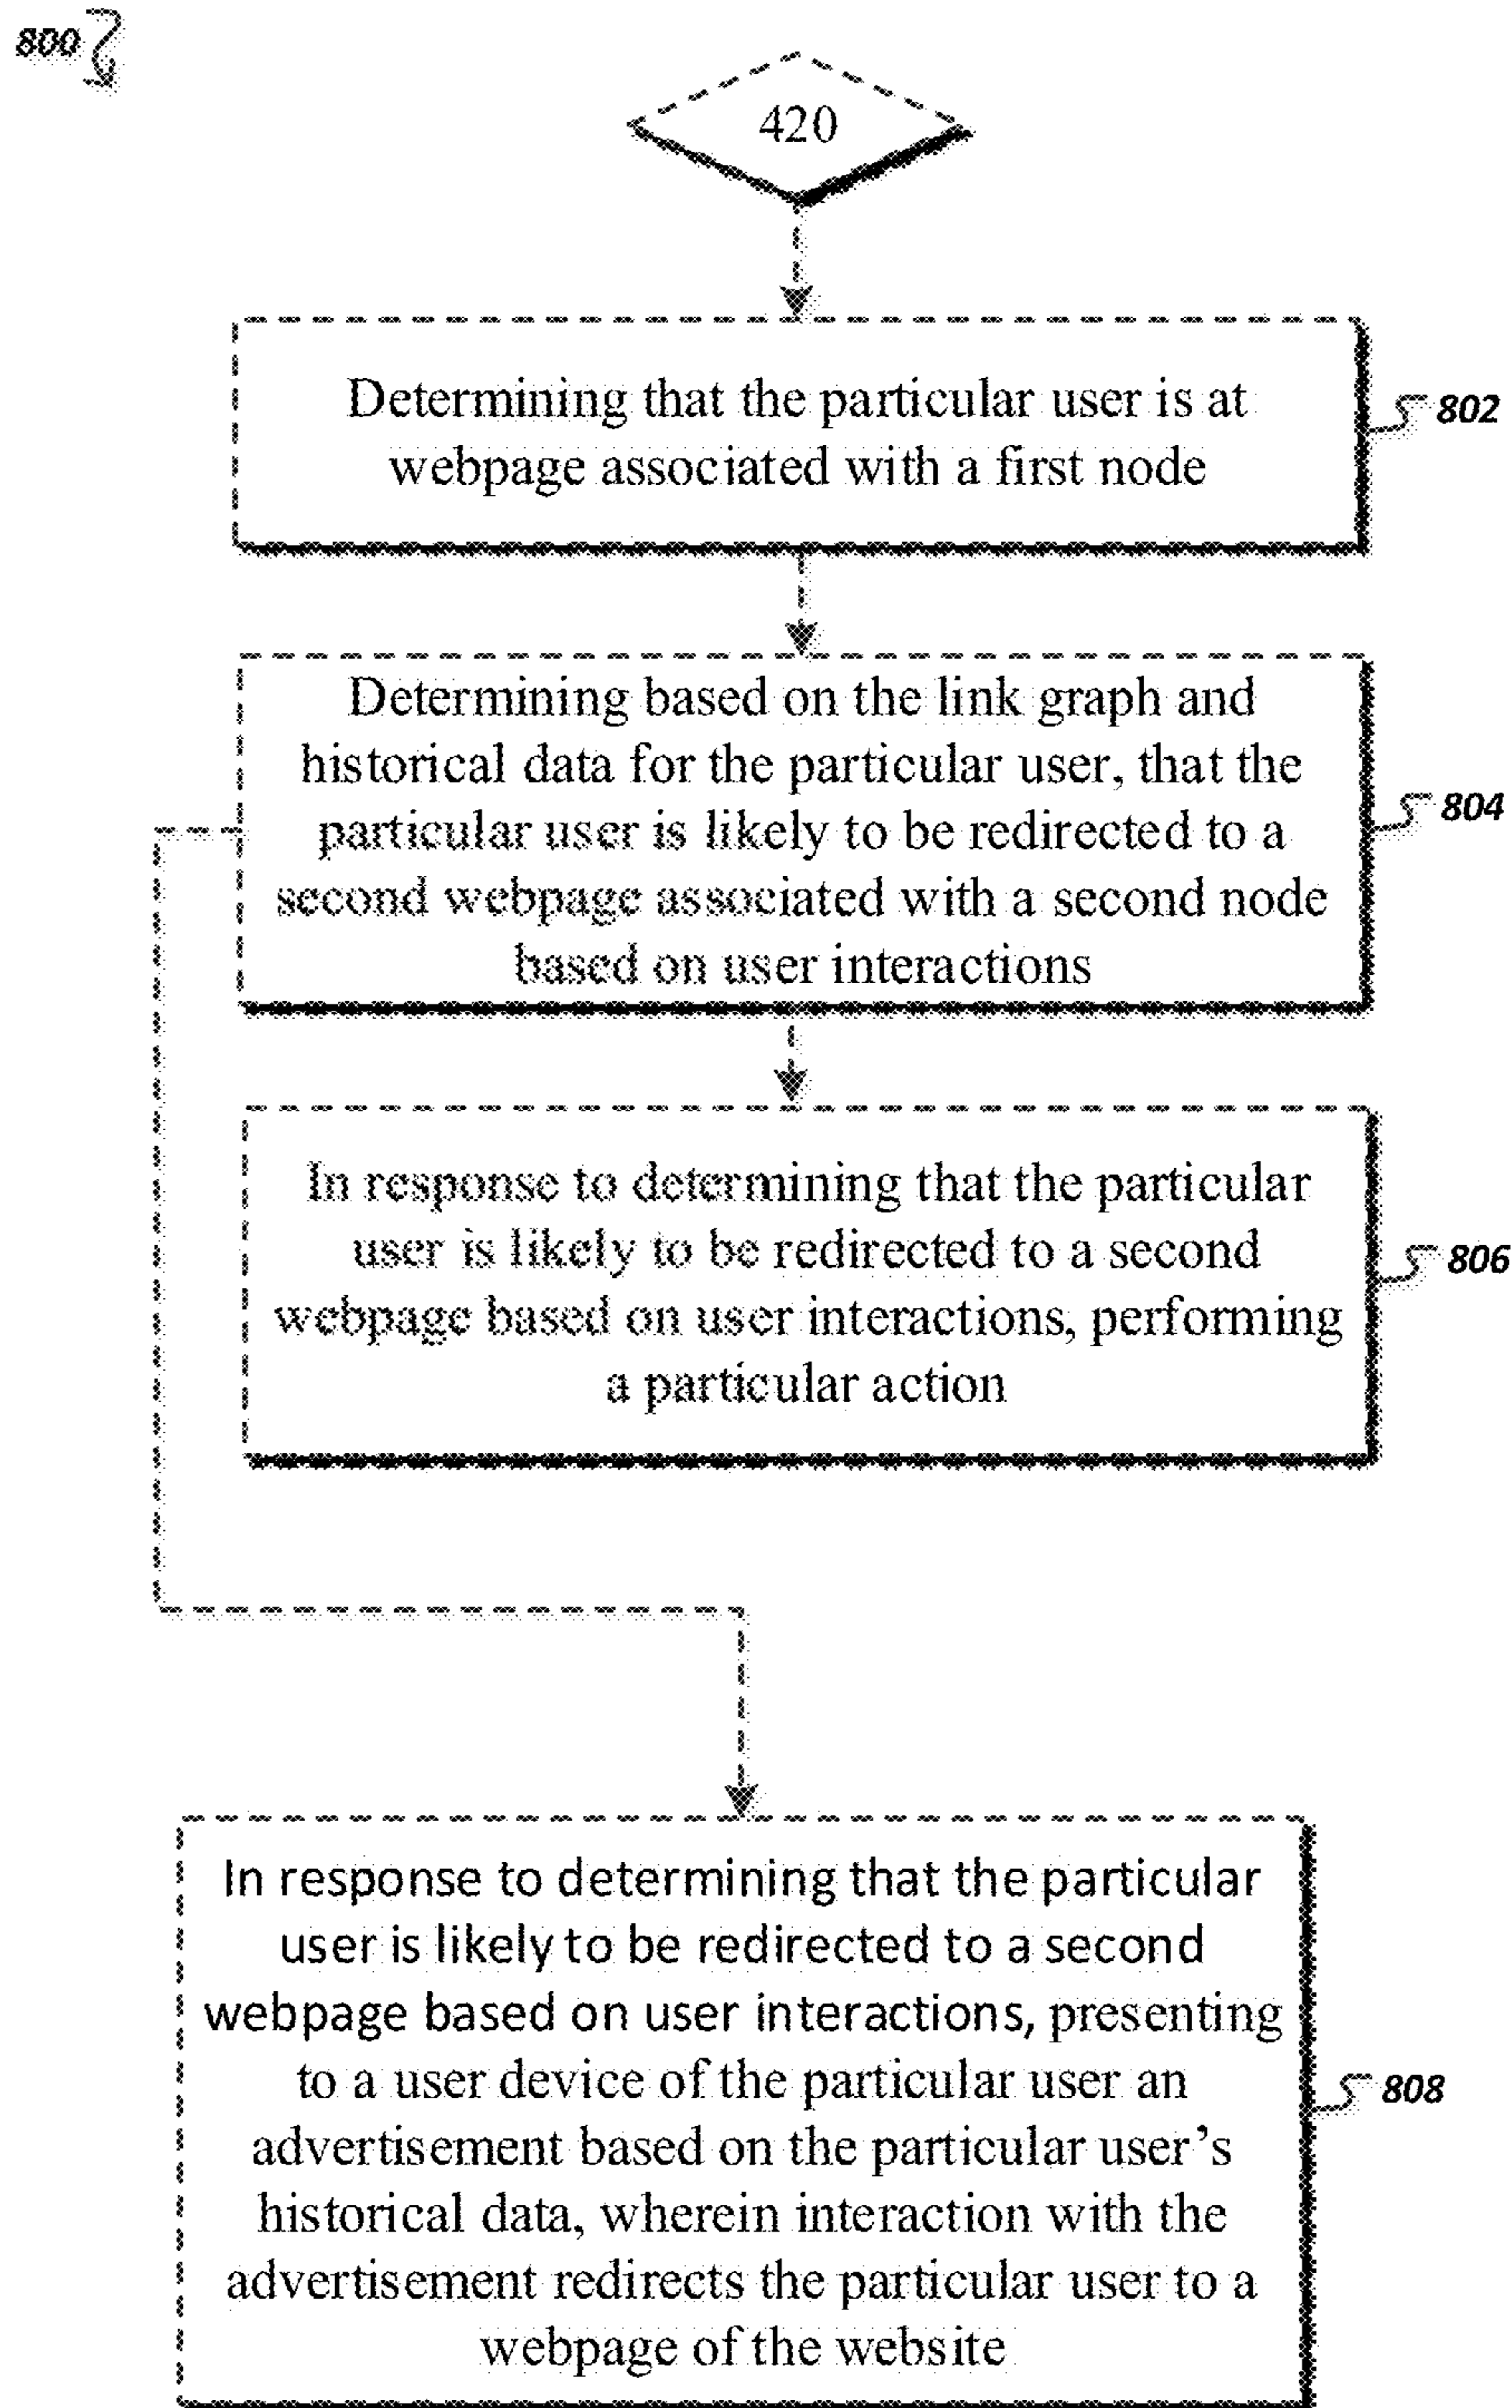 800
420
Determining that the particular user is at
webpage associated with a first node
802
Determining based on the link graph and
historical data for the particular user, that the
particular user is likely to be redirected to a
second webpage associated with a second node
based on user interactions
804
In response to determining that the particular
user is likely to be redirected to a second
webpage based on user interactions, performing
a particular action
806
In response to determining that the particular
user is likely to be redirected to a second
webpage based on user interactions, presenting
to a user device of the particular user an
advertisement based on the particular user's
historical data, wherein interaction with the
advertisement redirects the particular user to a
webpage of the website
808